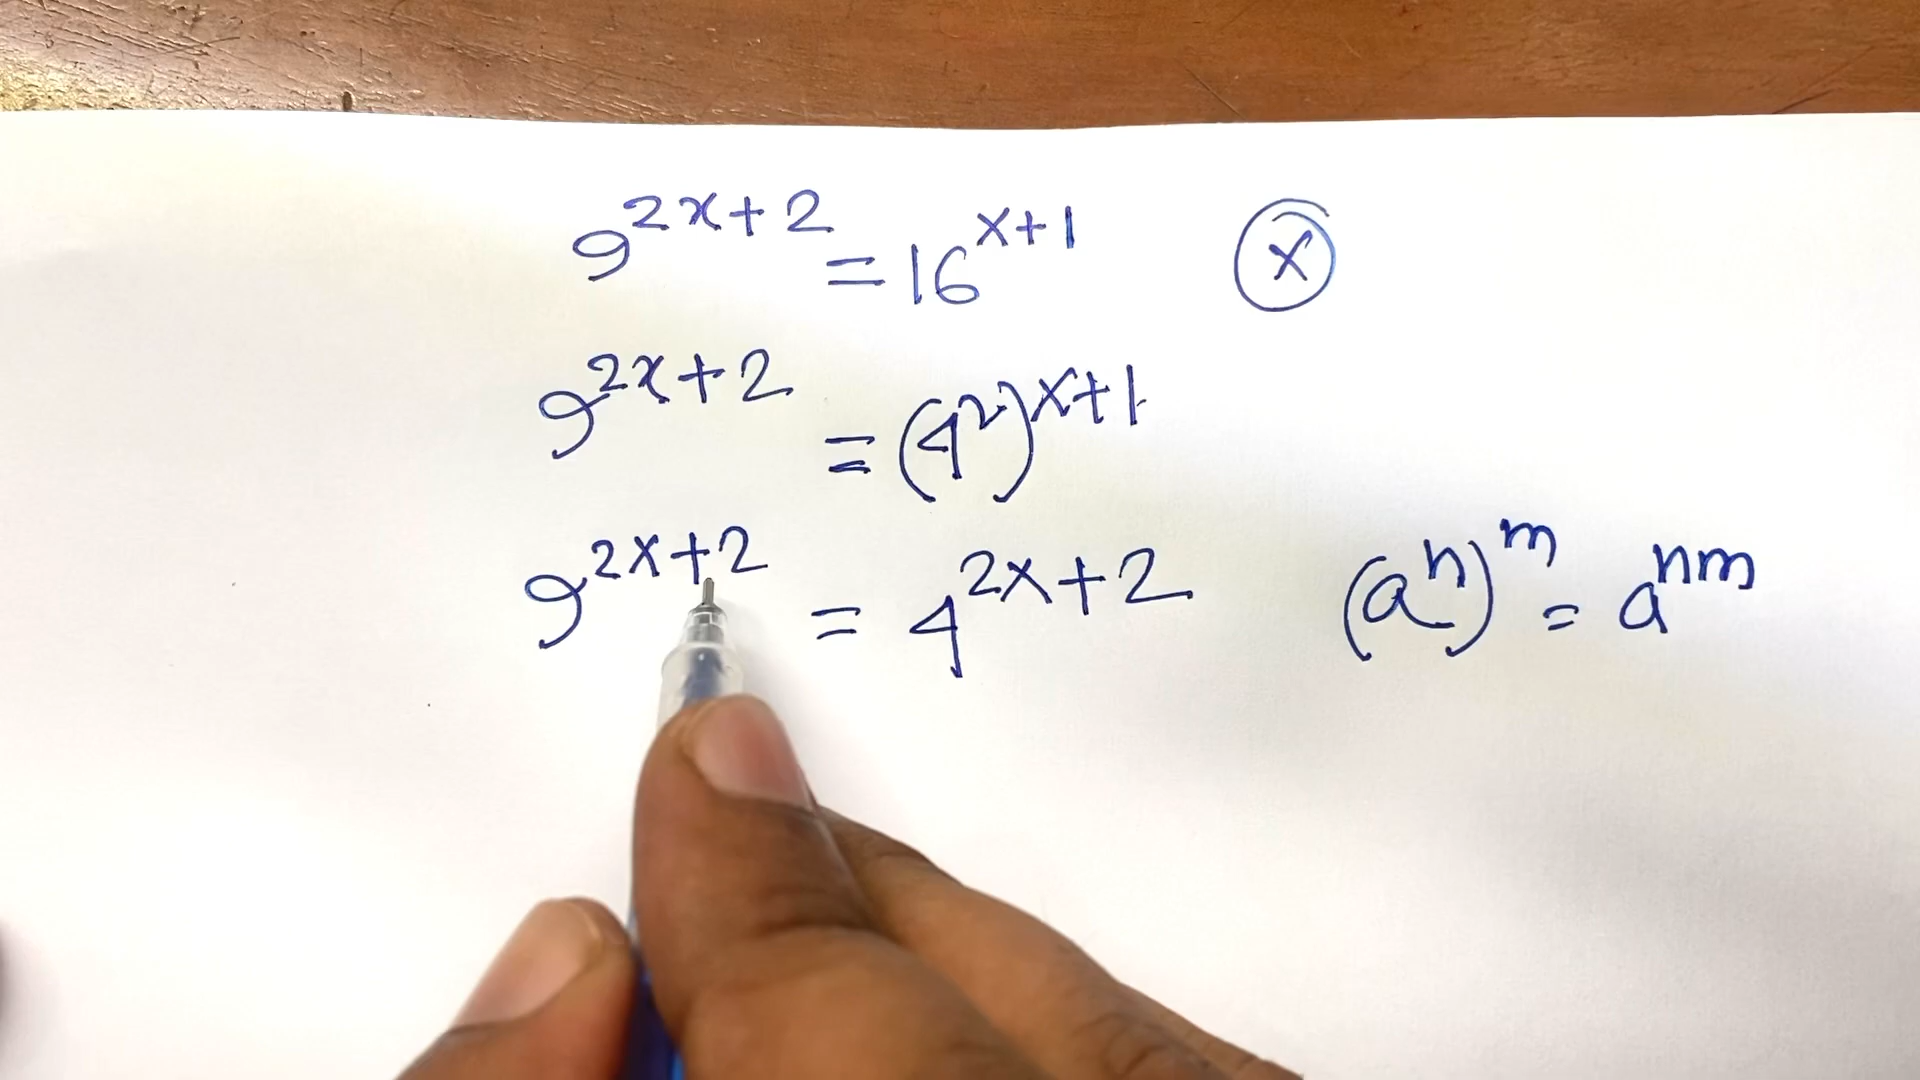 9^{2x+2} = 16^{x+1} (x)
9^{2x+2} = (4^2)^{x+1}
9^{2x+2} = 4^{2x+2} (a^n)^m = a^{nm}